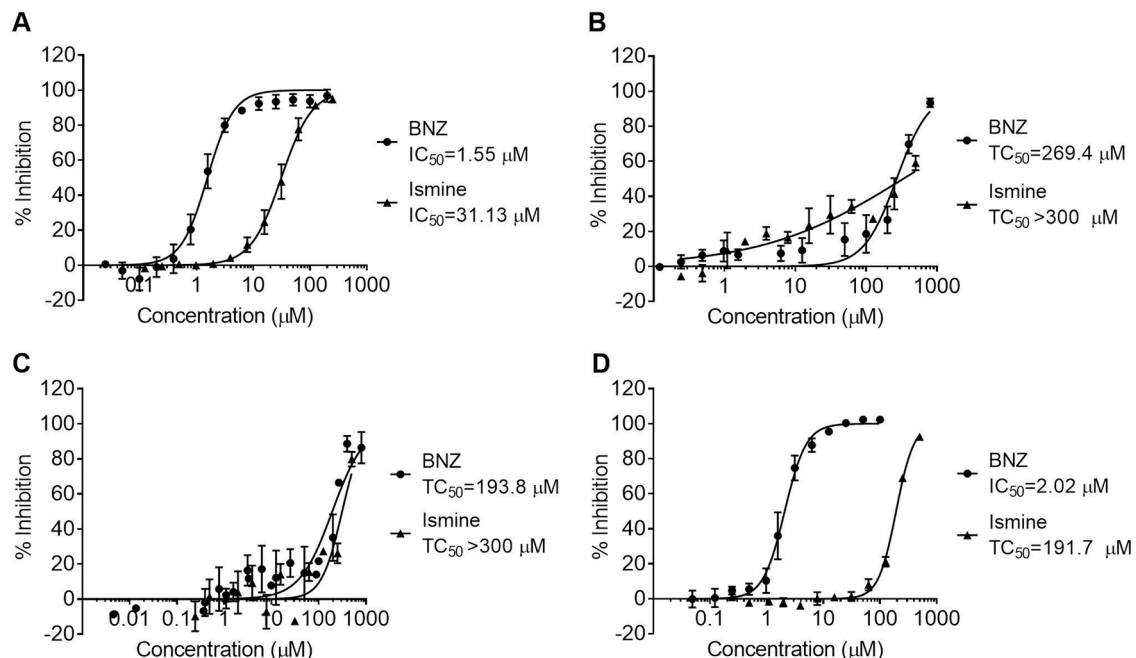 A
120
100
80
60
40
20
0
-20
% Inhibition
0.1 1 10 100 1000
Concentration (μM)
BNZ
IC50=1.55 μM
Ismine
IC50=31.13 μM
B
120
100
80
60
40
20
0
-20
% Inhibition
1 10 100 1000
Concentration (μM)
BNZ
TC50=269.4 μM
Ismine
TC50 >300 μM
C
120
100
80
60
40
20
0
-20
% Inhibition
0.01 0.1 1 10 100 1000
Concentration (μM)
BNZ
TC50=193.8 μM
Ismine
TC50 >300 μM
D
120
100
80
60
40
20
0
-20
% Inhibition
0.1 1 10 100 1000
Concentration (μM)
BNZ
IC50=2.02 μM
Ismine
TC50=191.7 μM